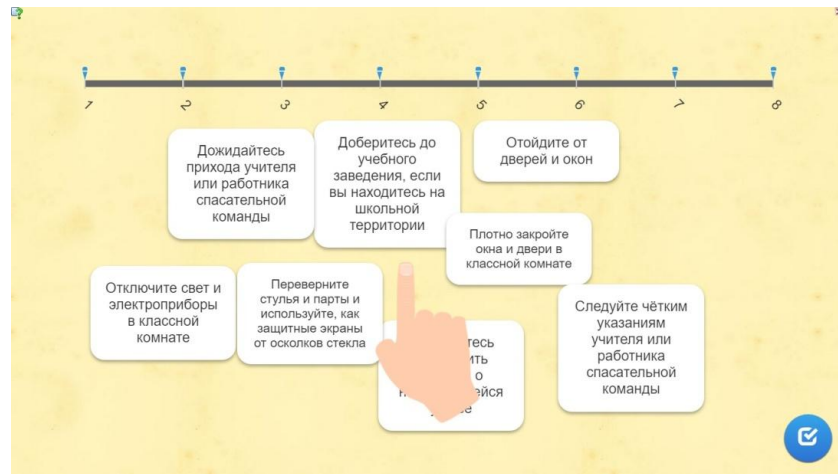 1 2 3 4 5 6 7 8
Дожидайтесь
прихода учителя
или работника
спасательной
команды
Доберитесь до
учебного
заведения, если
вы находитесь на
школьной
территории
Отойдите от
дверей и окон
Плотно закройте
окна и двери в
классной комнате
Отключите свет и
электроприборы
в классной
комнате
Переверните
стулья и парты и
используйте, как
защитные экраны
от осколков стекла
о
Следуйте чётким
указаниям
учителя или
работника
спасательной
команды